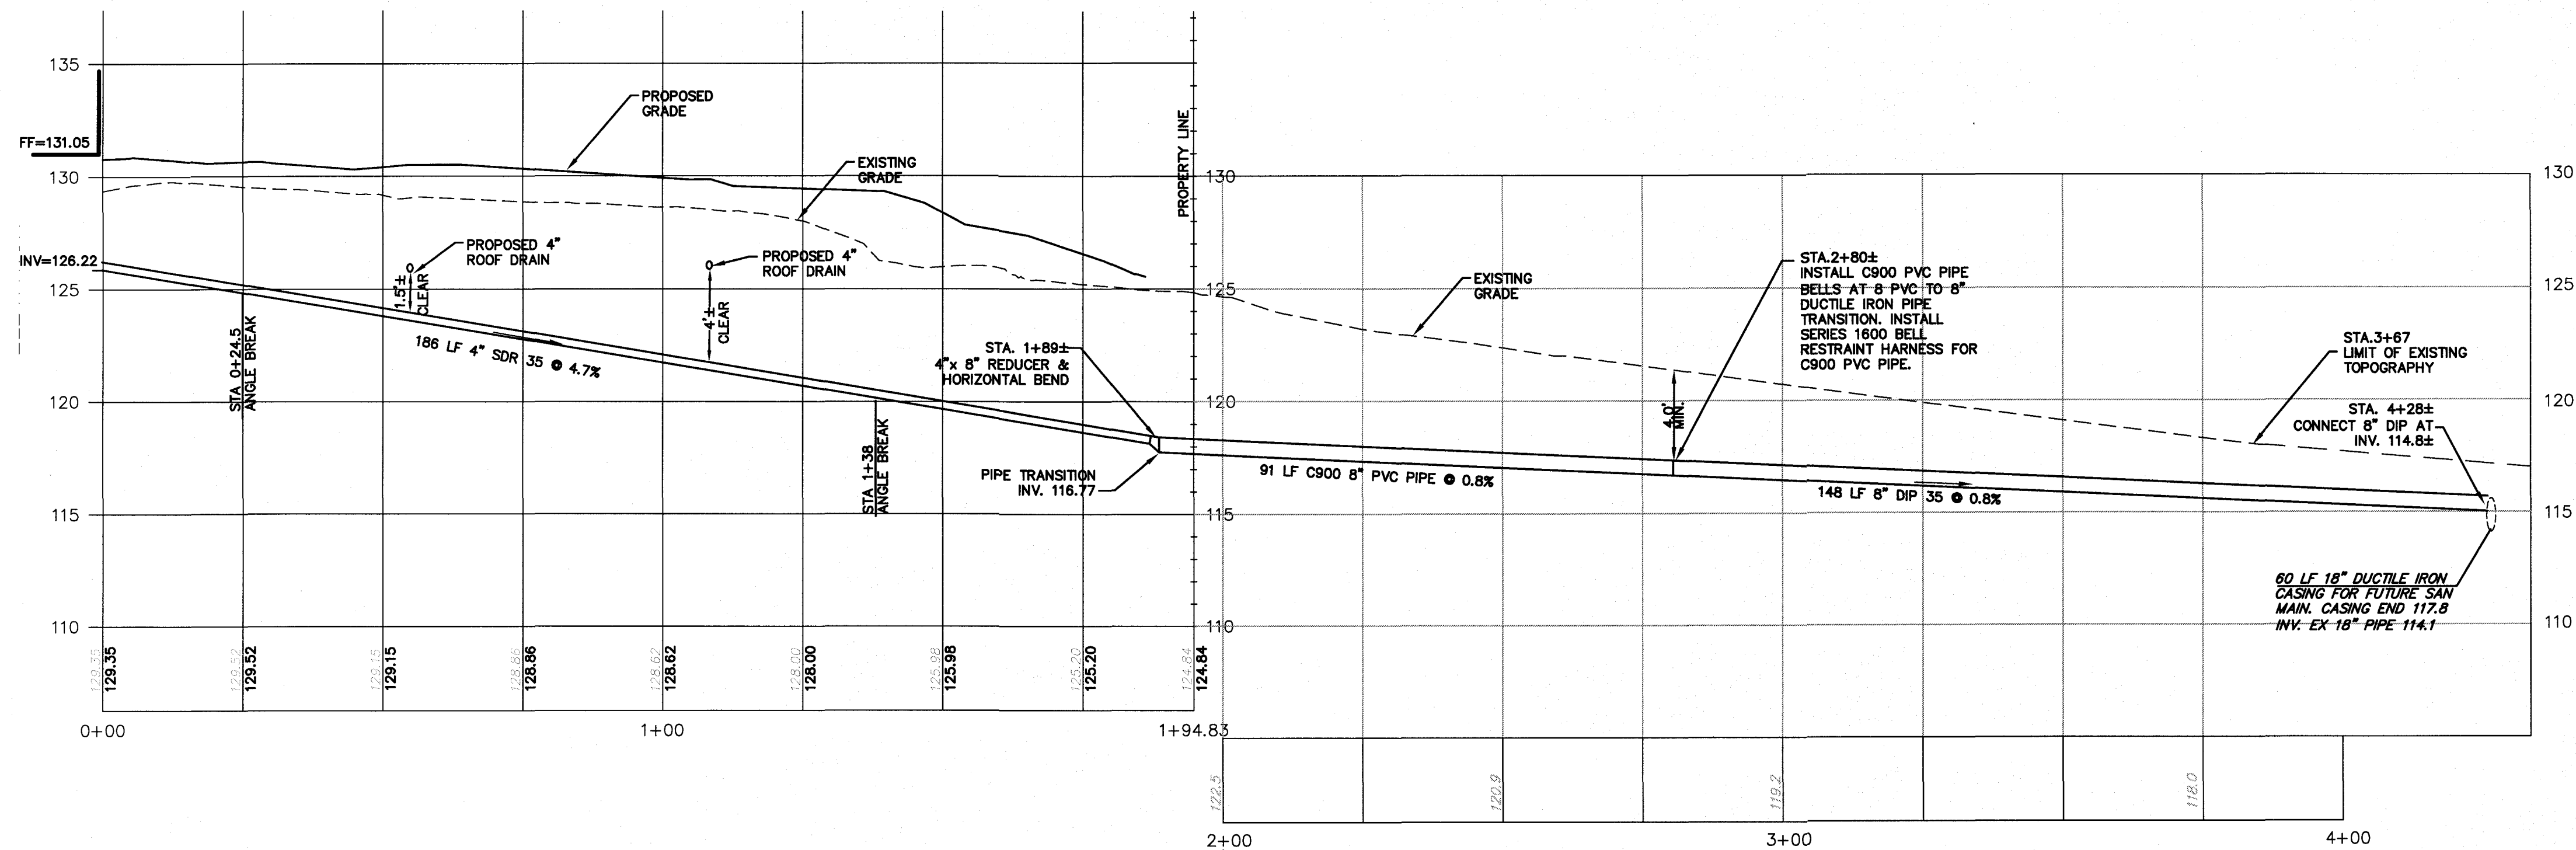 135
130
125
120
115
110
FF=131.05
INV=126.22
PROPOSED
GRADE
EXISTING
GRADE
PROPOSED 4"
ROOF DRAIN
1.5'±
CLEAR
PROPOSED 4"
ROOF DRAIN
4'±
CLEAR
STA 0+24.5
ANGLE BREAK
186 LF 4" SDR 35 @ 4.7%
STA 1+38
ANGLE BREAK
STA. 1+89±
4"x 8" REDUCER &
HORIZONTAL BEND
PIPE TRANSITION
INV. 116.77
PROPERTY LINE
130
125
120
115
110
EXISTING
GRADE
91 LF C900 8" PVC PIPE @ 0.8%
4.0'
MIN.
STA.2+80±
INSTALL C900 PVC PIPE
BELLS AT 8 PVC TO 8"
DUCTILE IRON PIPE
TRANSITION. INSTALL
SERIES 1600 BELL
RESTRAINT HARNESS FOR
C900 PVC PIPE.
148 LF 8" DIP 35 @ 0.8%
STA.3+67
LIMIT OF EXISTING
TOPOGRAPHY
STA. 4+28±
CONNECT 8" DIP AT
INV. 114.8±
60 LF 18" DUCTILE IRON
CASING FOR FUTURE SAN
MAIN. CASING END 117.8
INV. EX 18" PIPE 114.1
130
125
120
115
110
129.35
129.35
129.52
129.52
129.15
129.15
128.86
128.86
128.62
128.62
128.00
128.00
125.98
125.98
125.20
125.20
124.84
124.84
0+00
1+00
1+94.83
122.5
120.9
119.2
118.0
2+00
3+00
4+00